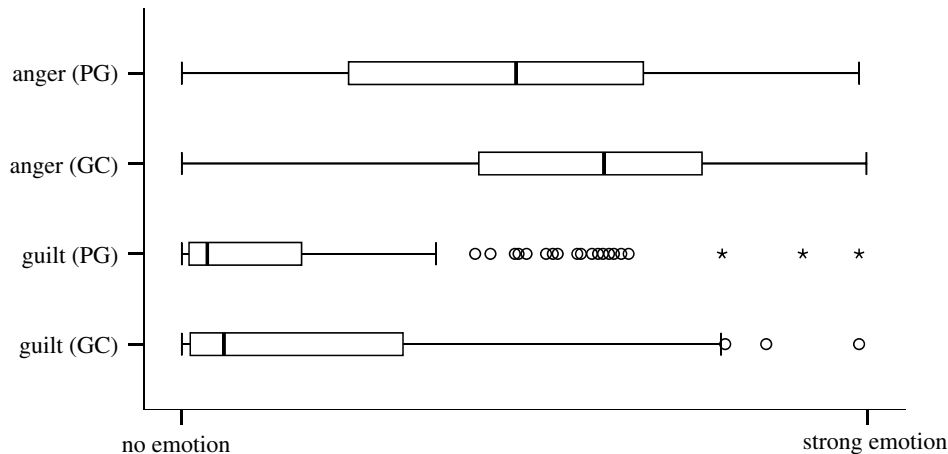 anger (PG)
anger (GC)
guilt (PG)
guilt (GC)
no emotion
strong emotion